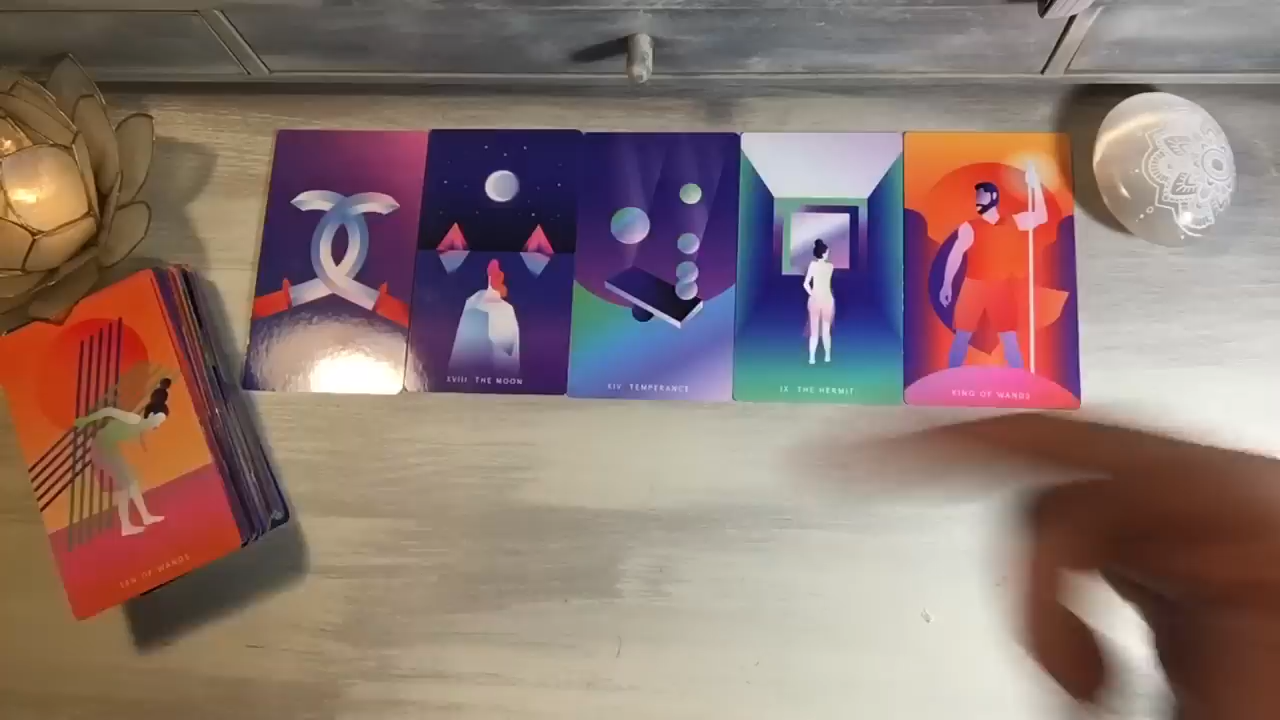 XVIII THE MOON
XIV TEMPERANCE
IX THE HERMIT
KING OF WANDS
TEN OF WANDS